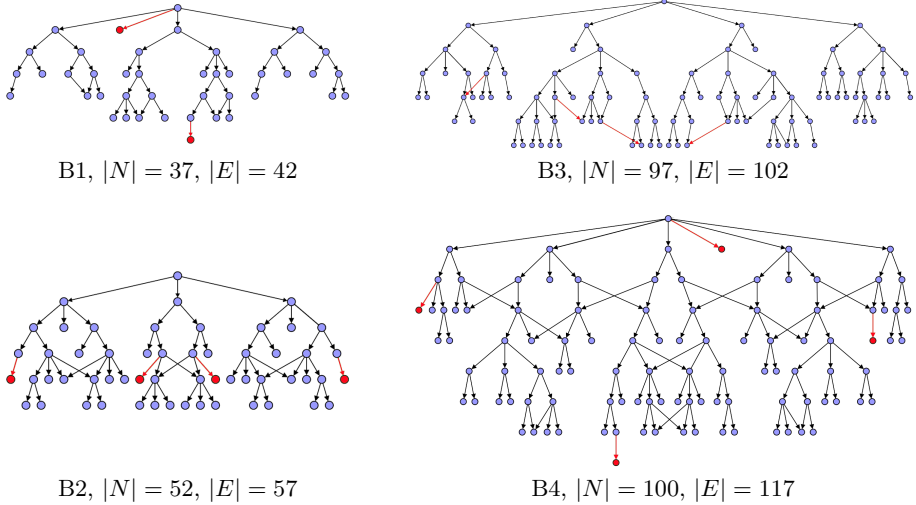 B1, |N| = 37, |E| = 42
B3, |N| = 97, |E| = 102
B2, |N| = 52, |E| = 57
B4, |N| = 100, |E| = 117